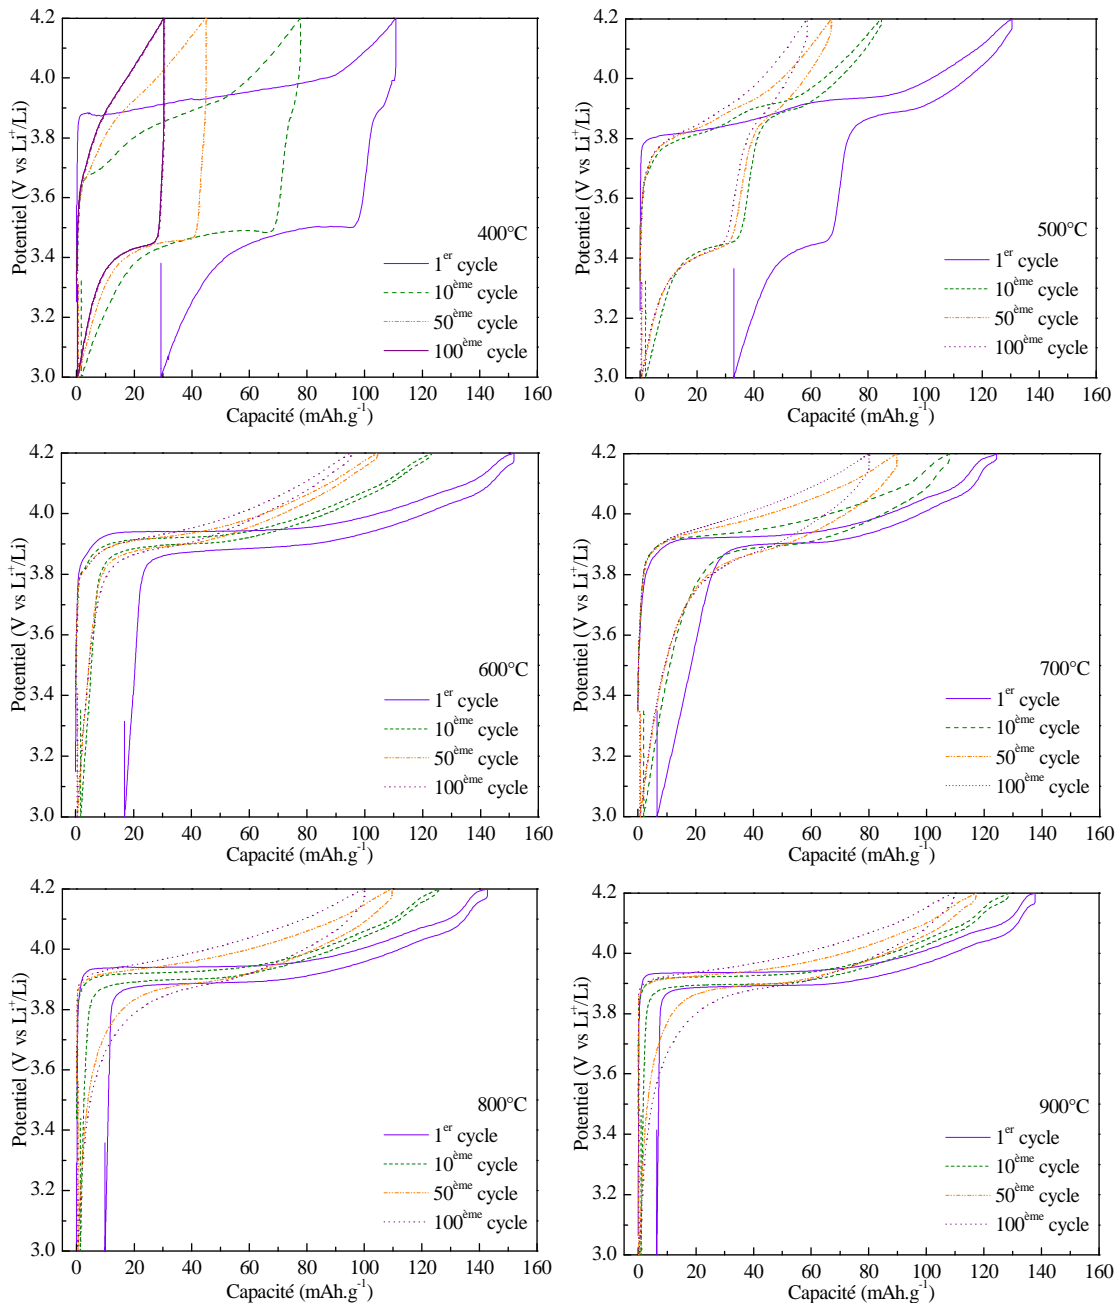 4.2
4.0
3.8
3.6
3.4
3.2
3.0
Potentiel (V vs Li⁺/Li)
400°C
1ᵉʳ cycle
10ᵉᵐᵉ cycle
50ᵉᵐᵉ cycle
100ᵉᵐᵉ cycle
0 20 40 60 80 100 120 140 160
Capacité (mAh.g⁻¹)
4.2
4.0
3.8
3.6
3.4
3.2
3.0
Potentiel (V vs Li⁺/Li)
500°C
1ᵉʳ cycle
10ᵉ̀ᵐᵉ cycle
50ᵉ̀ᵐᵉ cycle
100ᵉ̀ᵐᵉ cycle
0 20 40 60 80 100 120 140 160
Capacité (mAh.g⁻¹)
4.2
4.0
3.8
3.6
3.4
3.2
3.0
Potentiel (V vs Li⁺/Li)
600°C
1ᵉʳ cycle
10ᵉ̀ᵐᵉ cycle
50ᵉ̀ᵐᵉ cycle
100ᵉ̀ᵐᵉ cycle
0 20 40 60 80 100 120 140 160
Capacité (mAh.g⁻¹)
4.2
4.0
3.8
3.6
3.4
3.2
3.0
Potentiel (V vs Li⁺/Li)
700°C
1ᵉʳ cycle
10ᵉ̀ᵐᵉ cycle
50ᵉ̀ᵐᵉ cycle
100ᵉ̀ᵐᵉ cycle
0 20 40 60 80 100 120 140 160
Capacité (mAh.g⁻¹)
4.2
4.0
3.8
3.6
3.4
3.2
3.0
Potentiel (V vs Li⁺/Li)
800°C
1ᵉʳ cycle
10ᵉ̀ᵐᵉ cycle
50ᵉ̀ᵐᵉ cycle
100ᵉ̀ᵐᵉ cycle
0 20 40 60 80 100 120 140 160
Capacité (mAh.g⁻¹)
4.2
4.0
3.8
3.6
3.4
3.2
3.0
Potentiel (V vs Li⁺/Li)
900°C
1ᵉʳ cycle
10ᵉ̀ᵐᵉ cycle
50ᵉ̀ᵐᵉ cycle
100ᵉ̀ᵐᵉ cycle
0 20 40 60 80 100 120 140 160
Capacité (mAh.g⁻¹)